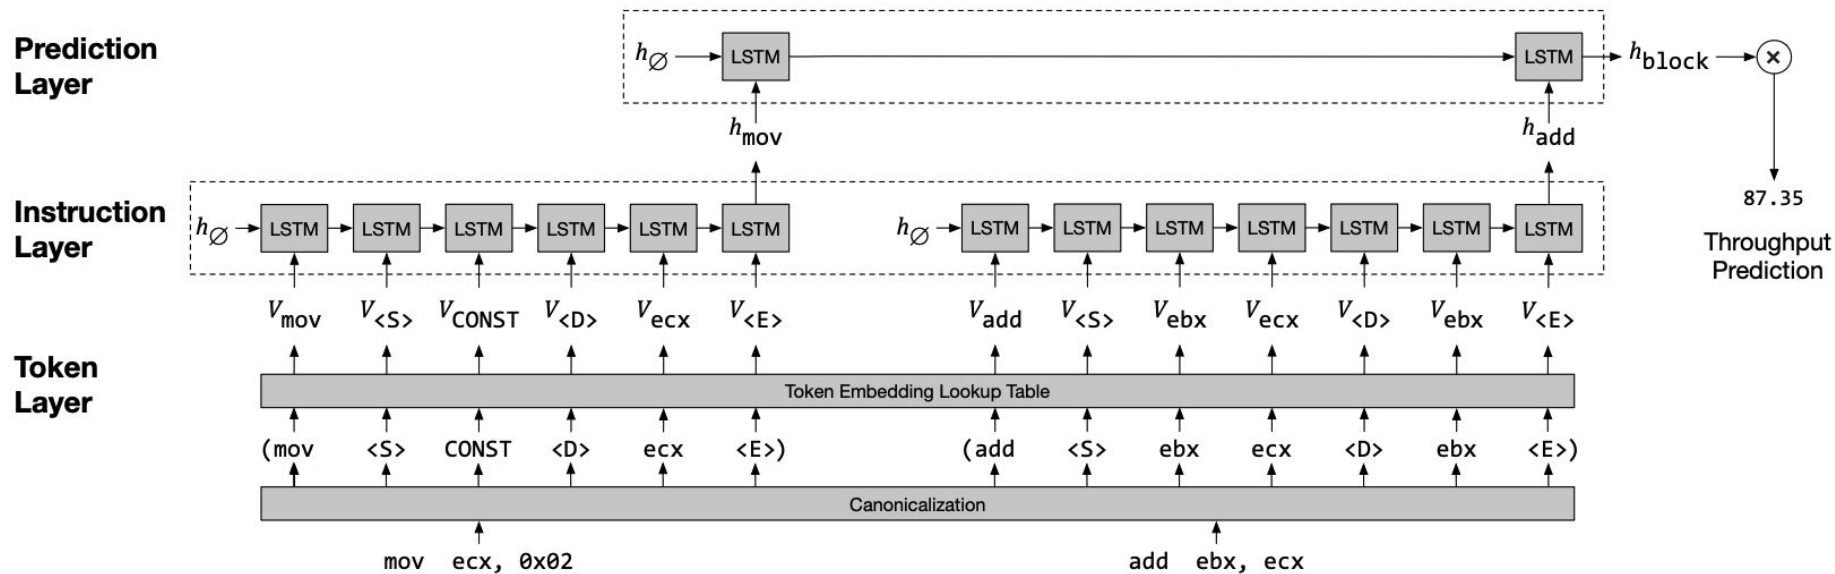 Prediction
Layer
h∅ LSTM LSTM hblock ×
hmov hadd
87.35
Throughput
Prediction
Instruction
Layer
h∅ LSTM LSTM LSTM LSTM LSTM LSTM h∅ LSTM LSTM LSTM LSTM LSTM LSTM LSTM
Vmov V<S> VCONST V<D> Vecx V<E> Vadd V<S> Vebx Vecx V<D> Vebx V<E>
Token
Layer
Token Embedding Lookup Table
(mov <S> CONST <D> ecx <E>) (add <S> ebx ecx <D> ebx <E>)
Canonicalization
mov ecx, 0x02 add ebx, ecx